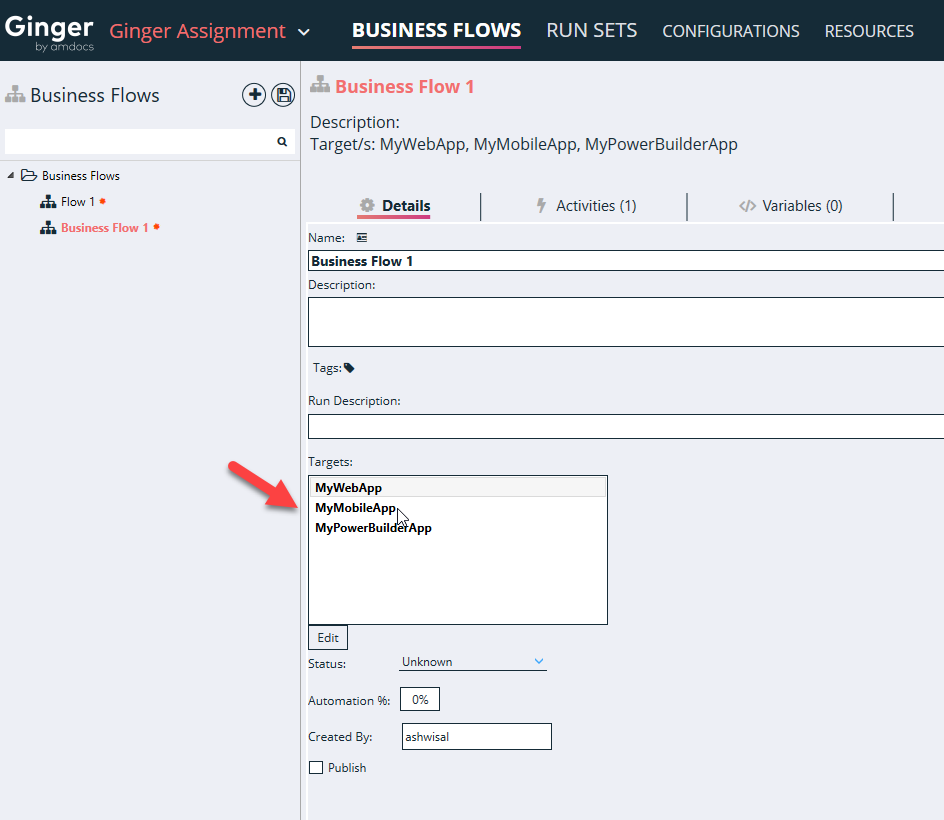 Ginger
by amdocs
Ginger Assignment
BUSINESS FLOWS
RUN SETS
CONFIGURATIONS
RESOURCES
Business Flows
Business Flows
Flow 1
Business Flow 1
Business Flow 1
Description:
Target/s: MyWebApp, MyMobileApp, MyPowerBuilderApp
Details
Activities (1)
Variables (0)
Name:
Business Flow 1
Description:
Tags:
Run Description:
Targets:
MyWebApp
MyMobileApp
MyPowerBuilderApp
Edit
Status: Unknown
Automation %: 0%
Created By: ashwisal
Publish